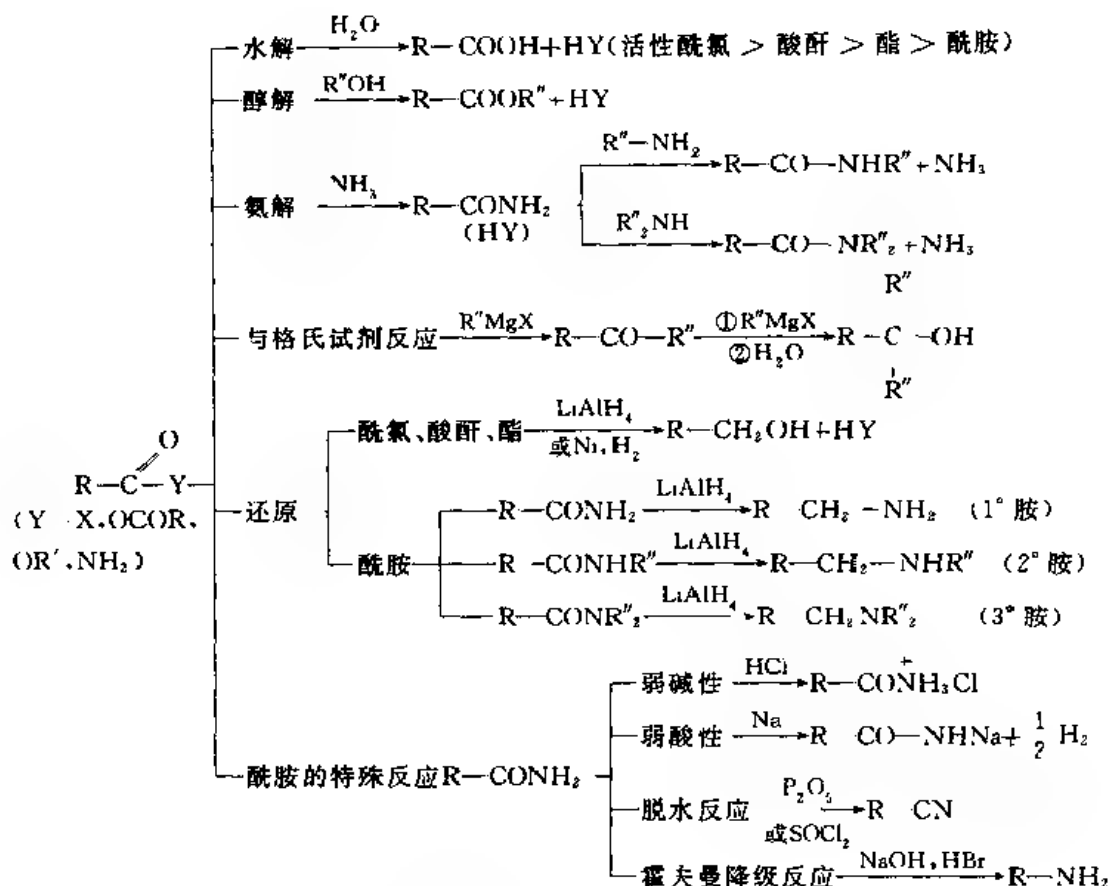 水解 H₂O R—COOH+HY(活性酰氯 > 酸酐 > 酯 > 酰胺)
醇解 R″OH R—COOR″+HY
氨解 NH₃ R—CONH₂ (HY)
R″—NH₂ R—CO—NHR″+NH₃
R″₂NH R—CO—NR″₂+NH₃
与格氏试剂反应 R″MgX R—CO—R″ ①R″MgX ②H₂O R—C—OH
R″
R″
R—C—Y
O
(Y X,OCOR,
OR′,NH₂)
还原
酰氯、酸酐、酯 LiAlH₄ 或Ni,H₂ R—CH₂OH+HY
酰胺
R—CONH₂ LiAlH₄ R CH₂—NH₂ (1°胺)
R—CONHR″ LiAlH₄ R—CH₂—NHR″ (2°胺)
R—CONR″₂ LiAlH₄ R CH₂NR″₂ (3°胺)
酰胺的特殊反应R—CONH₂
弱碱性 HCl R—CON⁺H₃Cl
弱酸性 Na R CO—NHNa+ 1/2 H₂
脱水反应 P₂O₅ 或SOCl₂ R CN
霍夫曼降级反应 NaOH,HBr R—NH₂